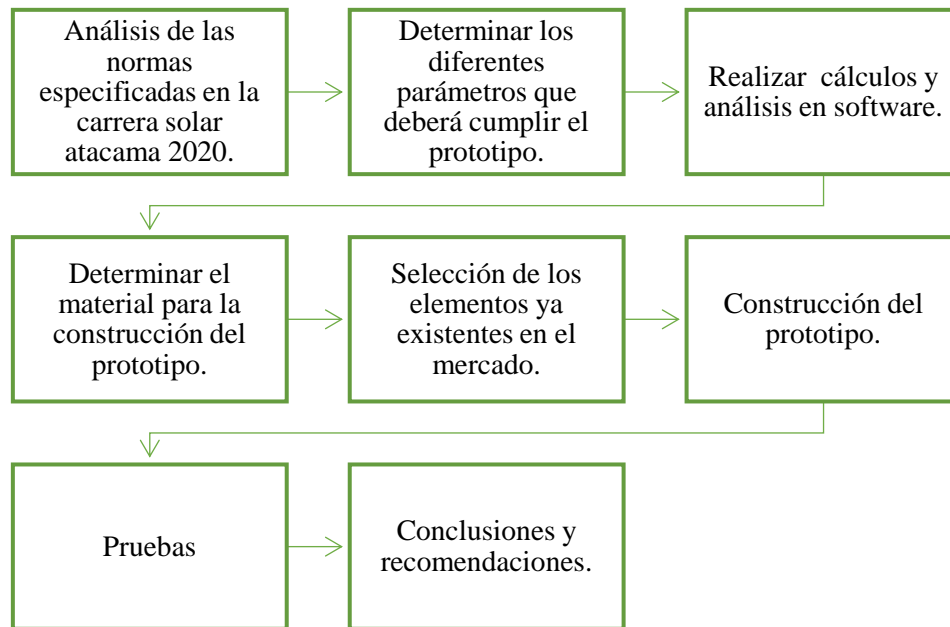 Análisis de las
normas
especificadas en la
carrera solar
atacama 2020.
Determinar los
diferentes
parámetros que
deberá cumplir el
prototipo.
Realizar cálculos y
análisis en software.
Determinar el
material para la
construcción del
prototipo.
Selección de los
elementos ya
existentes en el
mercado.
Construcción del
prototipo.
Pruebas
Conclusiones y
recomendaciones.